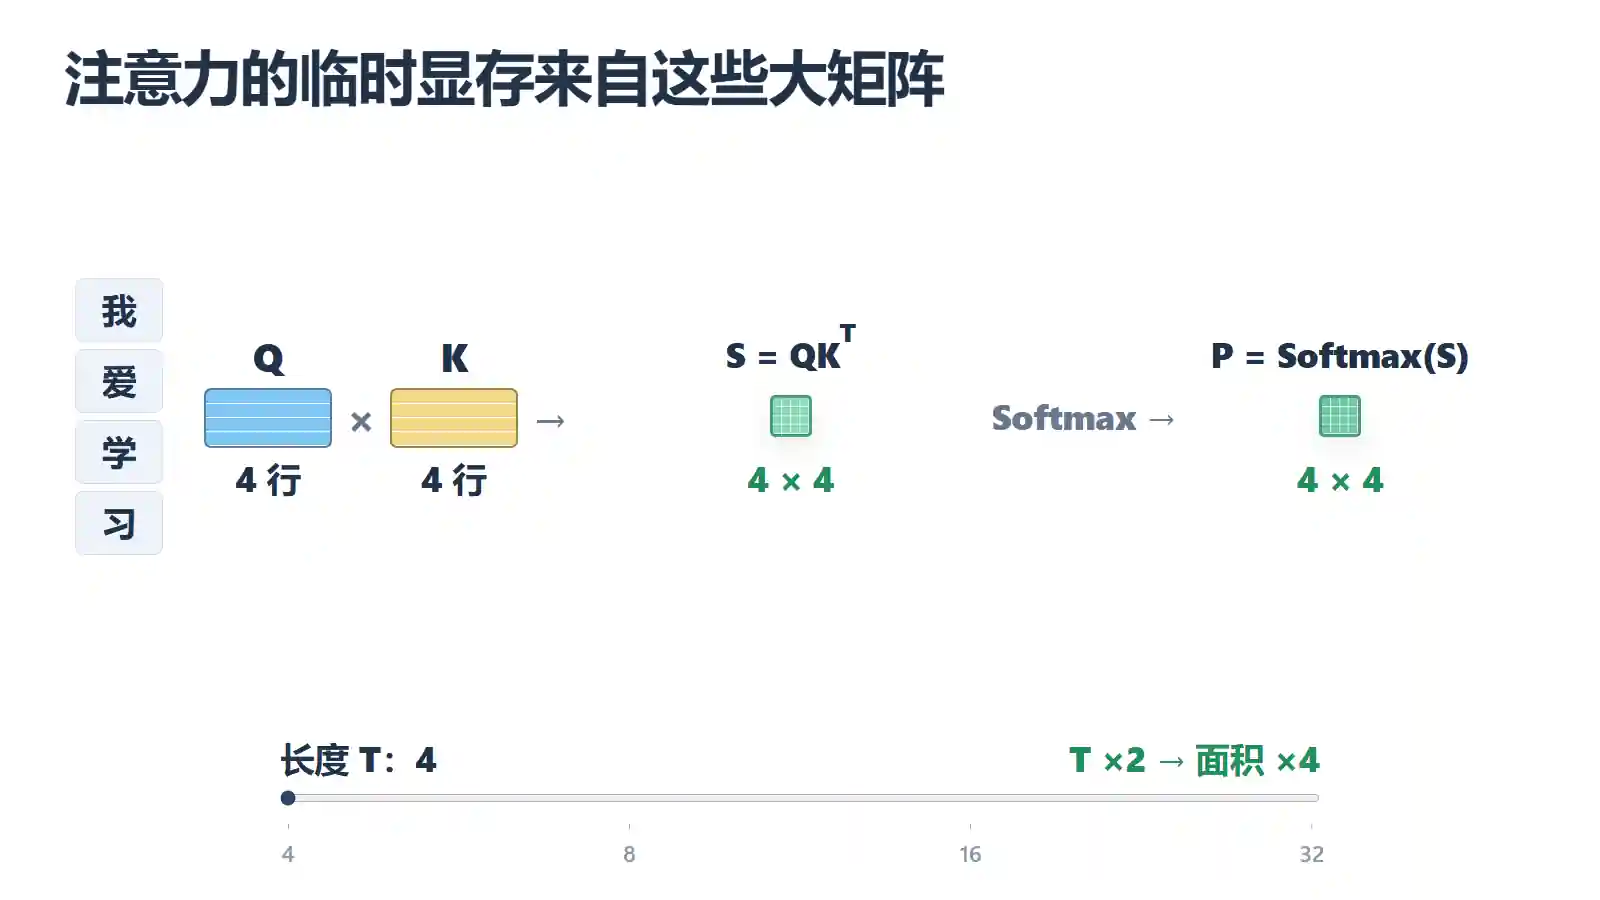 注意力的临时显存来自这些大矩阵
我
爱
学
习
Q
K
4 行
×
4 行
→
S = QKᵀ
4 × 4
Softmax →
P = Softmax(S)
4 × 4
长度 T：4
T ×2 → 面积 ×4
4 8 16 32